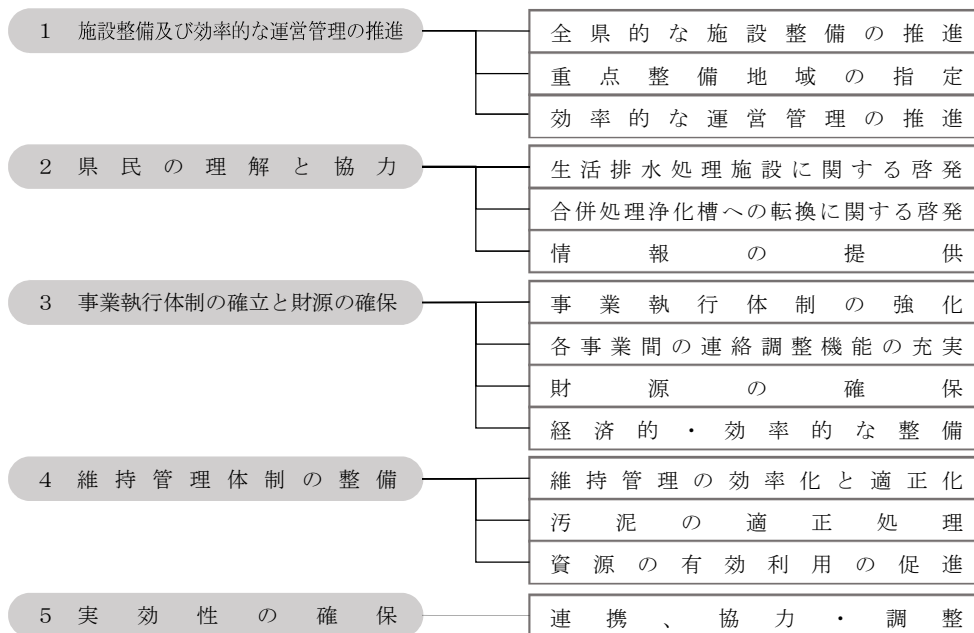 1 施設整備及び効率的な運営管理の推進
全県的な施設整備の推進
重点整備地域の指定
効率的な運営管理の推進
2 県民の理解と協力
生活排水処理施設に関する啓発
合併処理浄化槽への転換に関する啓発
情報の提供
3 事業執行体制の確立と財源の確保
事業執行体制の強化
各事業間の連絡調整機能の充実
財源の確保
経済的・効率的な整備
4 維持管理体制の整備
維持管理の効率化と適正化
汚泥の適正処理
資源の有効利用の促進
5 実効性の確保
連携、協力・調整